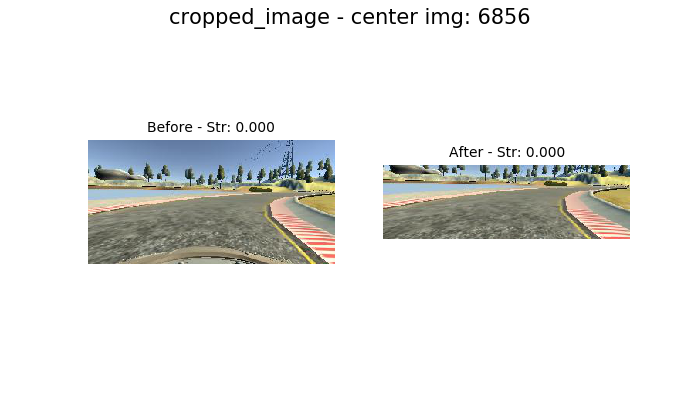 cropped_image - center img: 6856
Before - Str: 0.000
After - Str: 0.000